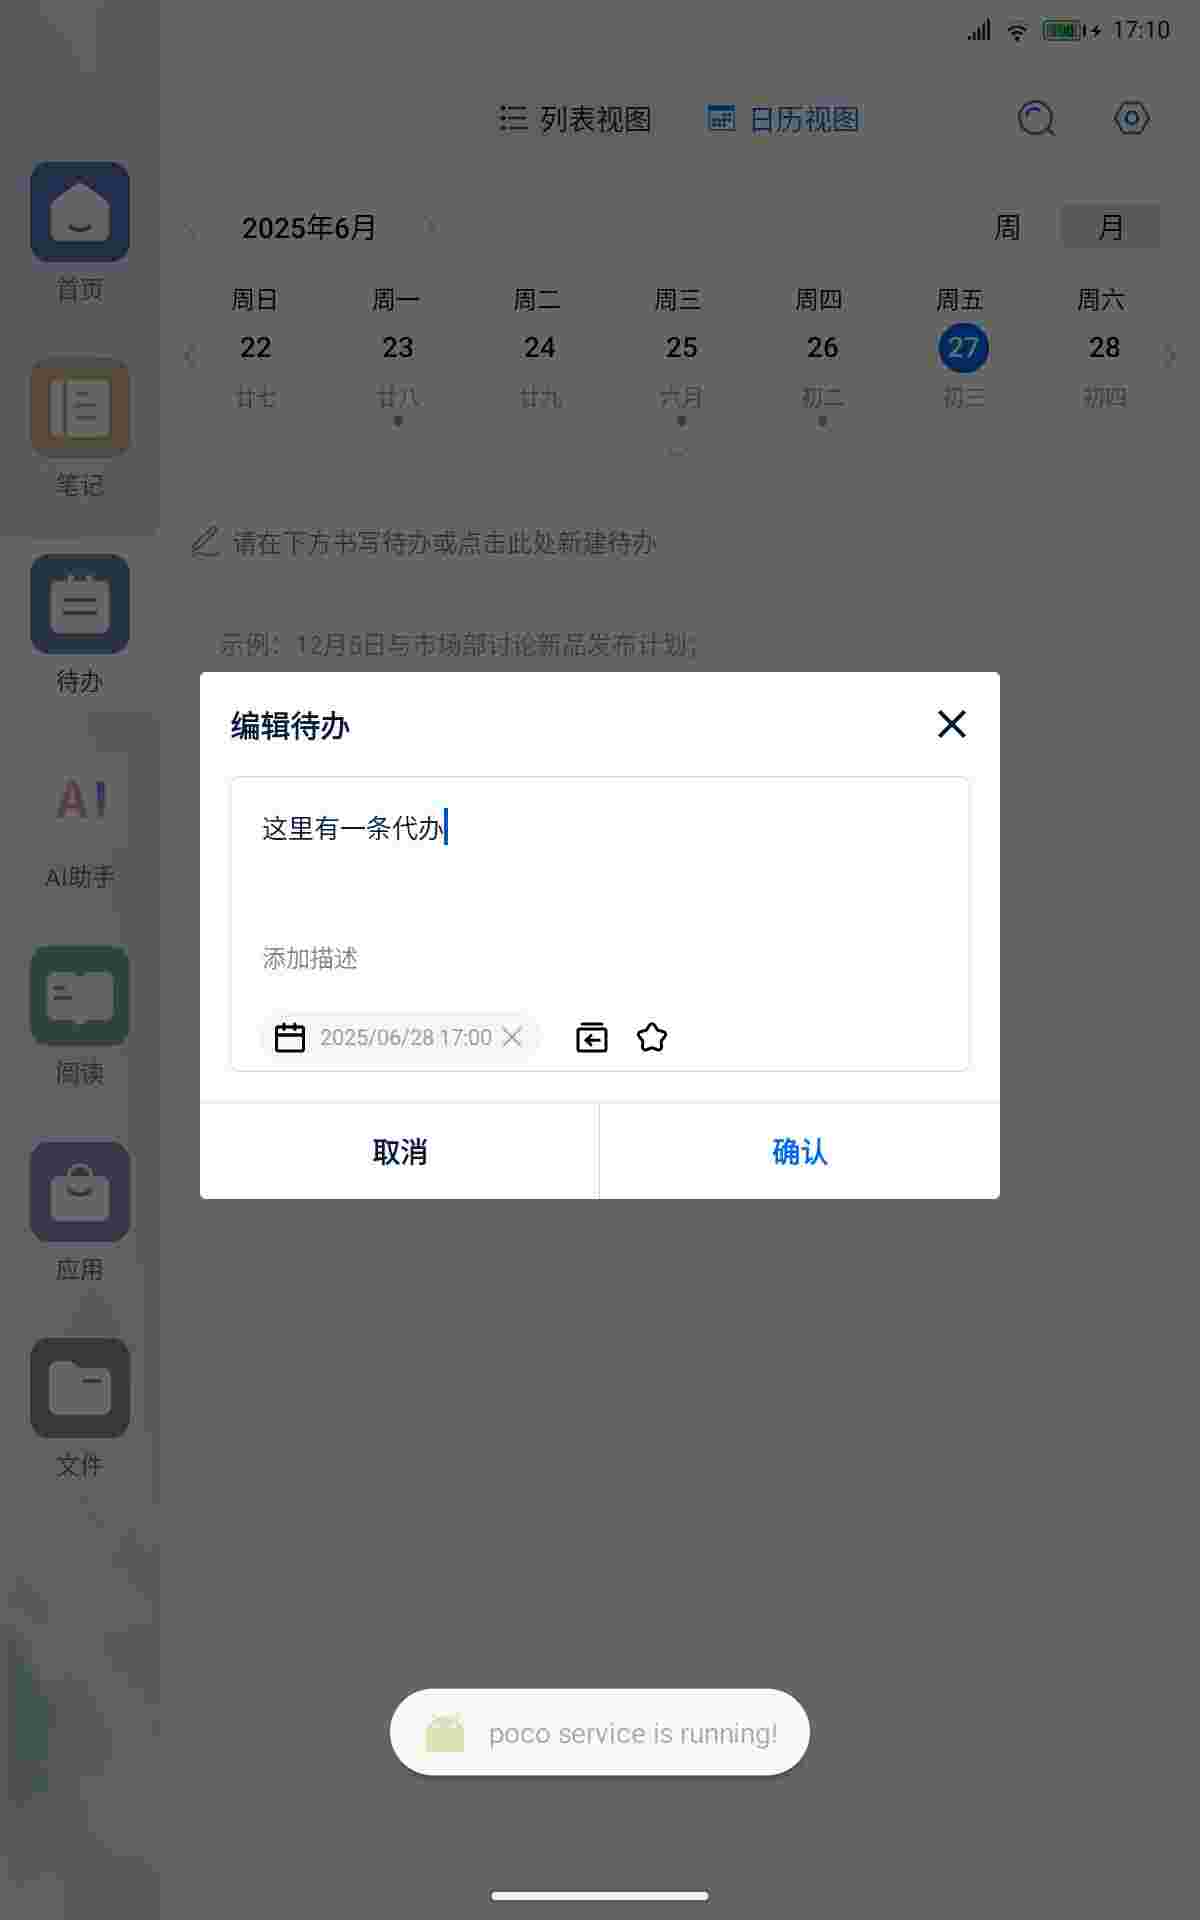 17:10
列表视图 日历视图
2025年6月 周 月
周日 周一 周二 周三 周四 周五 周六
22 23 24 25 26 27 28
廿七 廿八 廿九 六月 初二 初三 初四
请在下方书写待办或点击此处新建待办
示例：12月6日与市场部讨论新品发布计划；
首页
笔记
待办
AI
AI助手
阅读
应用
文件
编辑待办
这里有一条代办
添加描述
2025/06/28 17:00
取消 确认
poco service is running!